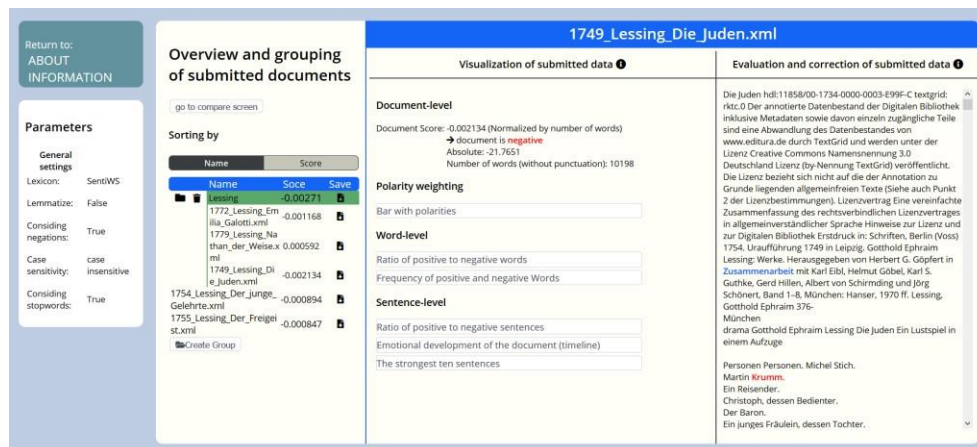 Return to:
ABOUT
INFORMATION
Parameters
General
settings
Lexicon: SentiWS
Lemmatize: False
Considing
negations: True
Case
sensitivity: case
insensitive
Considing
stopwords: True
Overview and grouping
of submitted documents
go to compare screen
Sorting by
Name Score
Name Soce Save
Lessing -0.00271
1772_Lessing_Em
ilia_Galotti.xml -0.001168
1779_Lessing_Na
than_der_Weise.x 0.000592
ml
1749_Lessing_Di
e_Juden.xml -0.002134
1754_Lessing_Der_junge_
Gelehrte.xml -0.000894
1755_Lessing_Der_Freigei
st.xml -0.000847
Create Group
1749_Lessing_Die_Juden.xml
Visualization of submitted data
Document-level
Document Score: -0.002134 (Normalized by number of words)
➔ document is negative
Absolute: -21.7651
Number of words (without punctuation): 10198
Polarity weighting
Bar with polarities
Word-level
Ratio of positive to negative words
Frequency of positive and negative Words
Sentence-level
Ratio of positive to negative sentences
Emotional development of the document (timeline)
The strongest ten sentences
Evaluation and correction of submitted data
Die Juden hdl:11858/00-1734-0000-0003-E99F-C textgrid:
rktc.0 Der annotierte Datenbestand der Digitalen Bibliothek
inklusive Metadaten sowie davon einzeln zugängliche Teile
sind eine Abwandlung des Datenbestandes von
www.editura.de durch TextGrid und werden unter der
Lizenz Creative Commons Namensnennung 3.0
Deutschland Lizenz (by-Nennung TextGrid) veröffentlicht.
Die Lizenz bezieht sich nicht auf die der Annotation zu
Grunde liegenden allgemeinfreien Texte (Siehe auch Punkt
2 der Lizenzbestimmungen). Lizenzvertrag Eine vereinfachte
Zusammenfassung des rechtsverbindlichen Lizenzvertrages
in allgemeinverständlicher Sprache Hinweise zur Lizenz und
zur Digitalen Bibliothek Erstdruck in: Schriften, Berlin (Voss)
1754. Uraufführung 1749 in Leipzig. Gotthold Ephraim
Lessing: Werke. Herausgegeben von Herbert G. Göpfert in
Zusammenarbeit mit Karl Eibl, Helmut Göbel, Karl S.
Guthke, Gerd Hillen, Albert von Schirmding und Jörg
Schönert, Band 1–8, München: Hanser, 1970 ff. Lessing,
Gotthold Ephraim 376-
München
drama Gotthold Ephraim Lessing Die Juden Ein Lustspiel in
einem Aufzuge
Personen Personen. Michel Stich.
Martin Krumm.
Ein Reisender.
Christoph, dessen Bedienter.
Der Baron.
Ein junges Fräulein, dessen Tochter.